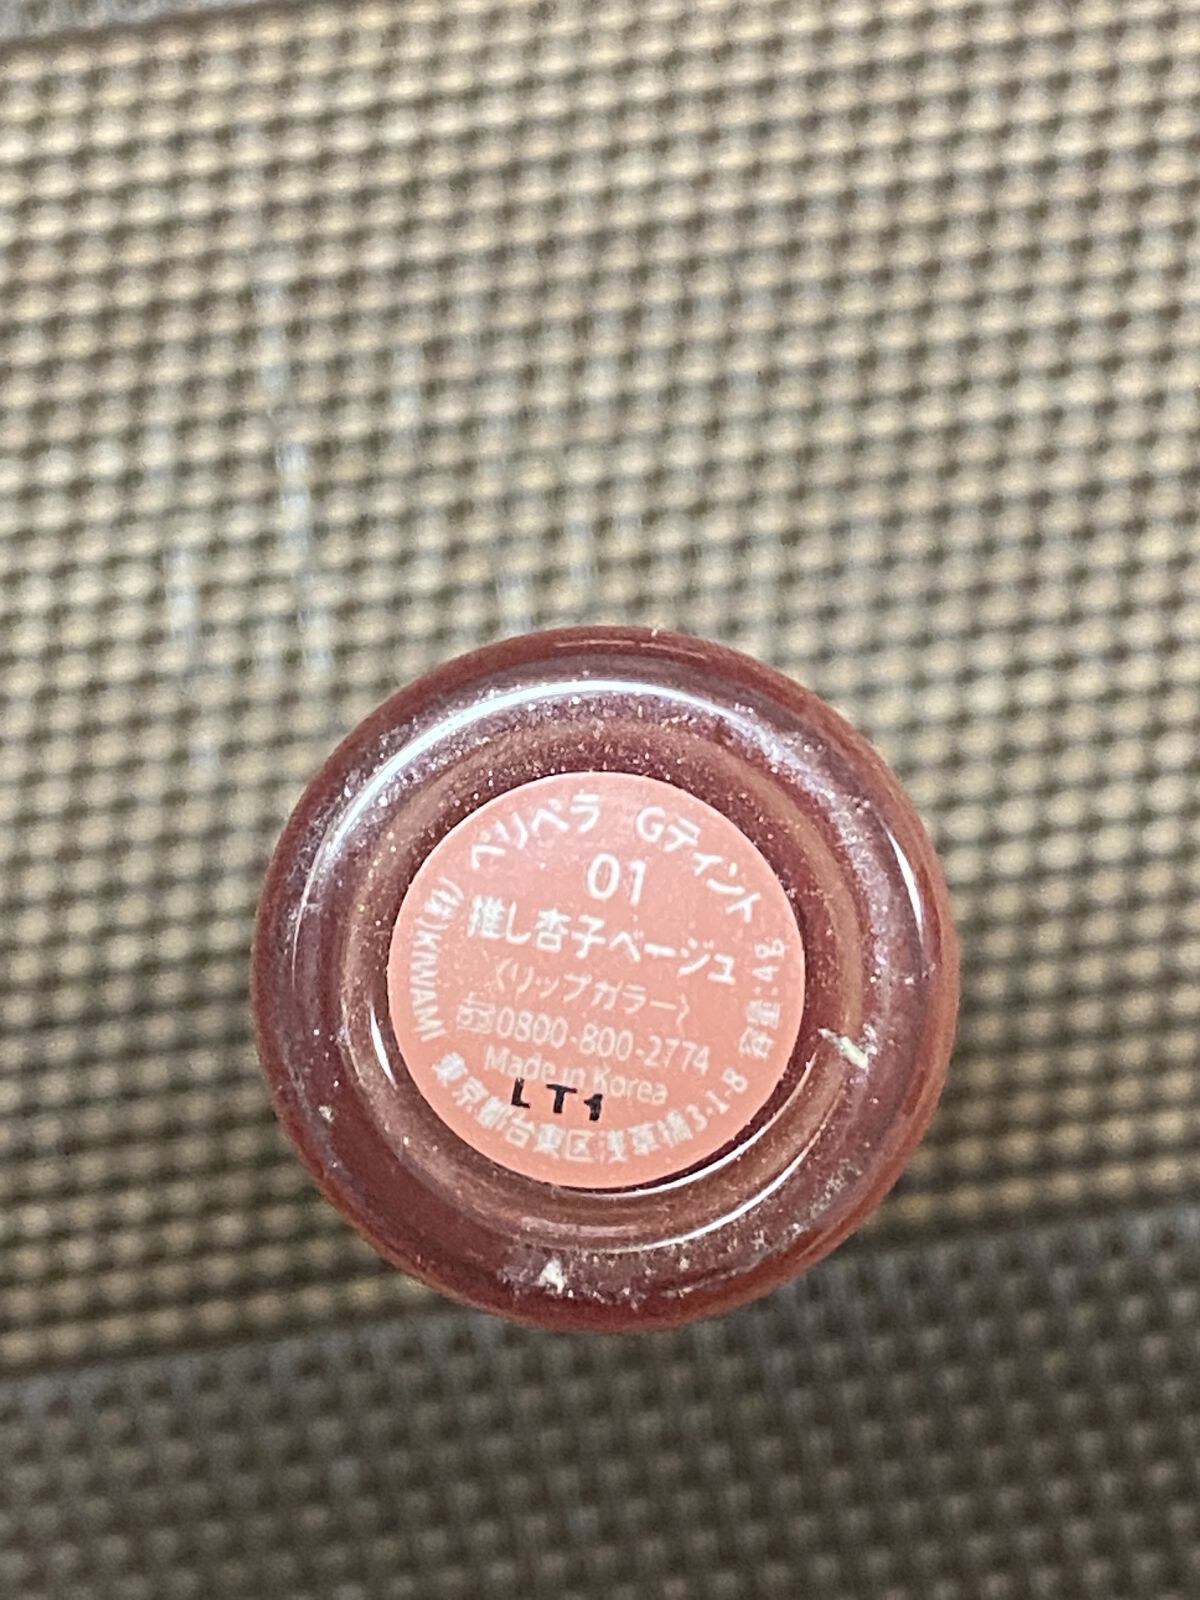 ペリペラ Gティント
01
推し杏子ベージュ
〈リップカラー〉
0800-800-2774
Made in Korea
LT1
(株)KIWAMI 東京都台東区浅草橋3-1-8 容量:4g